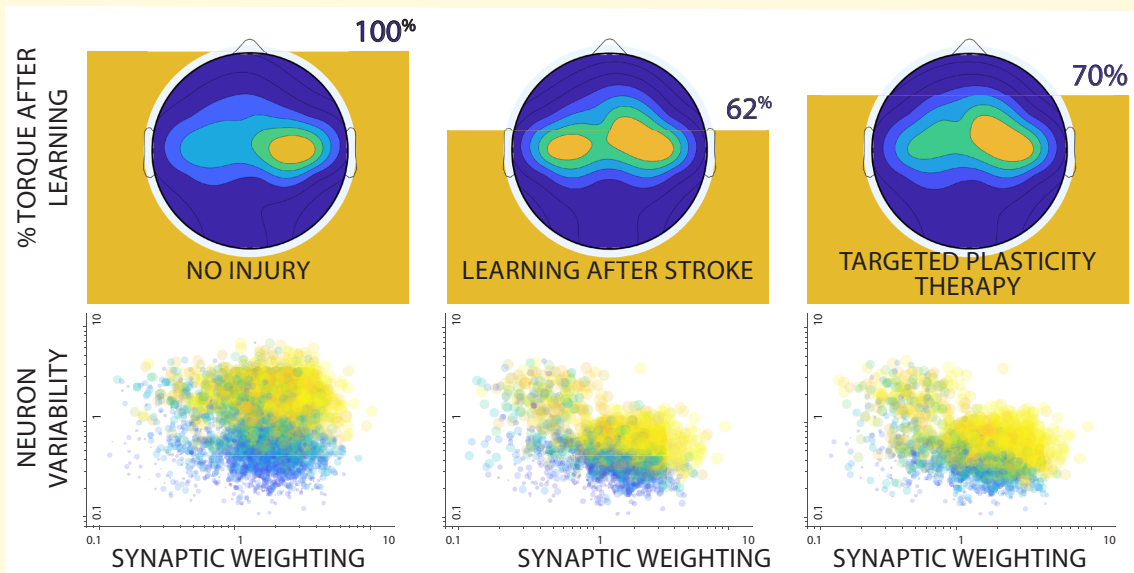 % TORQUE AFTER
LEARNING
100%
62%
70%
NO INJURY
LEARNING AFTER STROKE
TARGETED PLASTICITY
THERAPY
NEURON
VARIABILITY
10
1
0.1
0.1
1
10
SYNAPTIC WEIGHTING
10
1
0.1
0.1
1
10
SYNAPTIC WEIGHTING
10
1
0.1
0.1
1
10
SYNAPTIC WEIGHTING